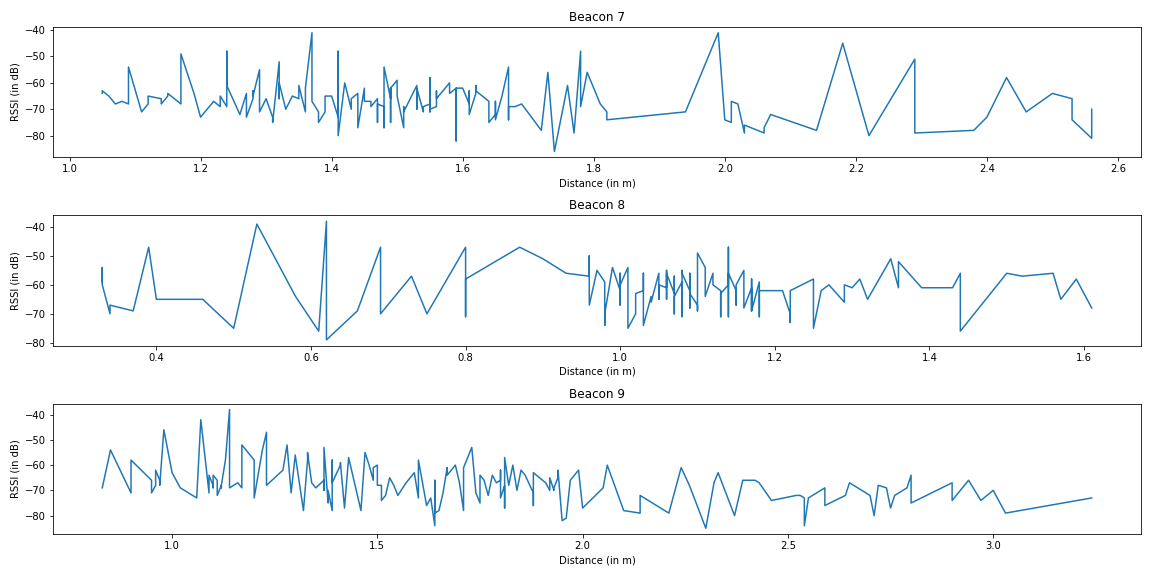 Beacon 7
RSSI (in dB)
−40
−50
−60
−70
−80
1.0 1.2 1.4 1.6 1.8 2.0 2.2 2.4 2.6
Distance (in m)
Beacon 8
RSSI (in dB)
−40
−50
−60
−70
−80
0.4 0.6 0.8 1.0 1.2 1.4 1.6
Distance (in m)
Beacon 9
RSSI (in dB)
−40
−50
−60
−70
−80
1.0 1.5 2.0 2.5 3.0
Distance (in m)